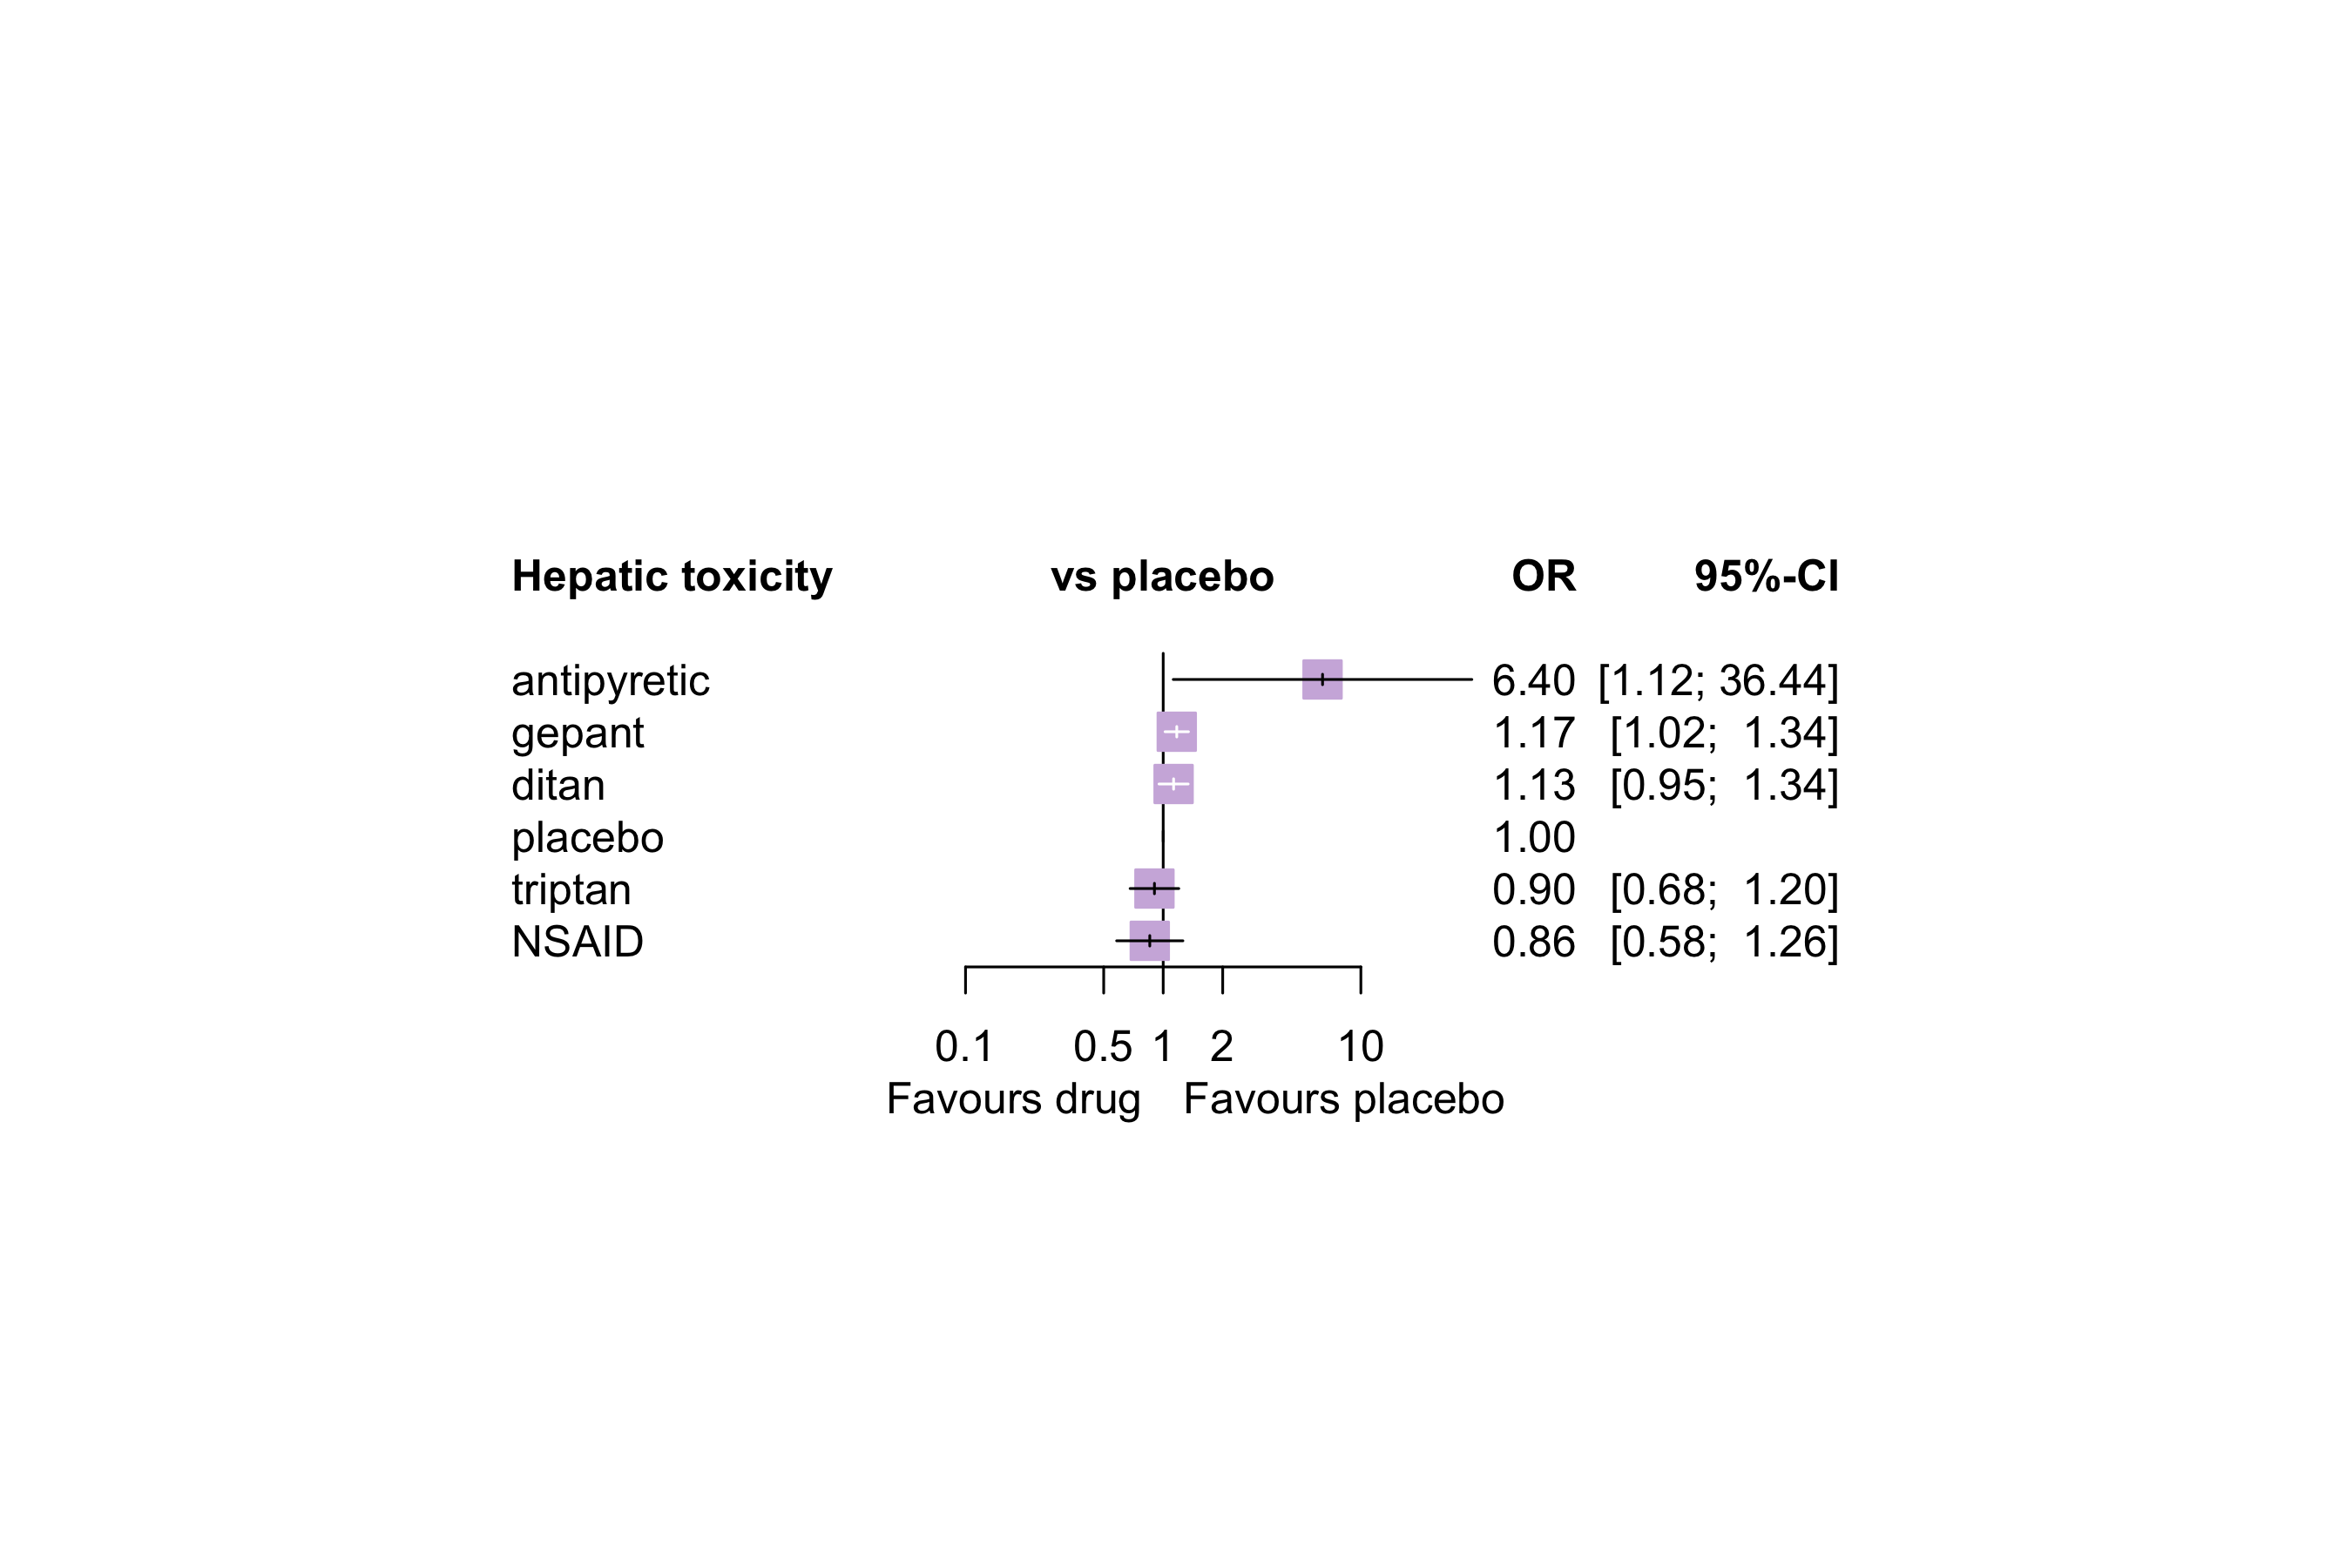 Hepatic toxicity vs placebo OR 95%-CI
antipyretic 6.40 [1.12; 36.44]
gepant 1.17 [1.02; 1.34]
ditan 1.13 [0.95; 1.34]
placebo 1.00
triptan 0.90 [0.68; 1.20]
NSAID 0.86 [0.58; 1.26]
0.1 0.5 1 2 10
Favours drug Favours placebo